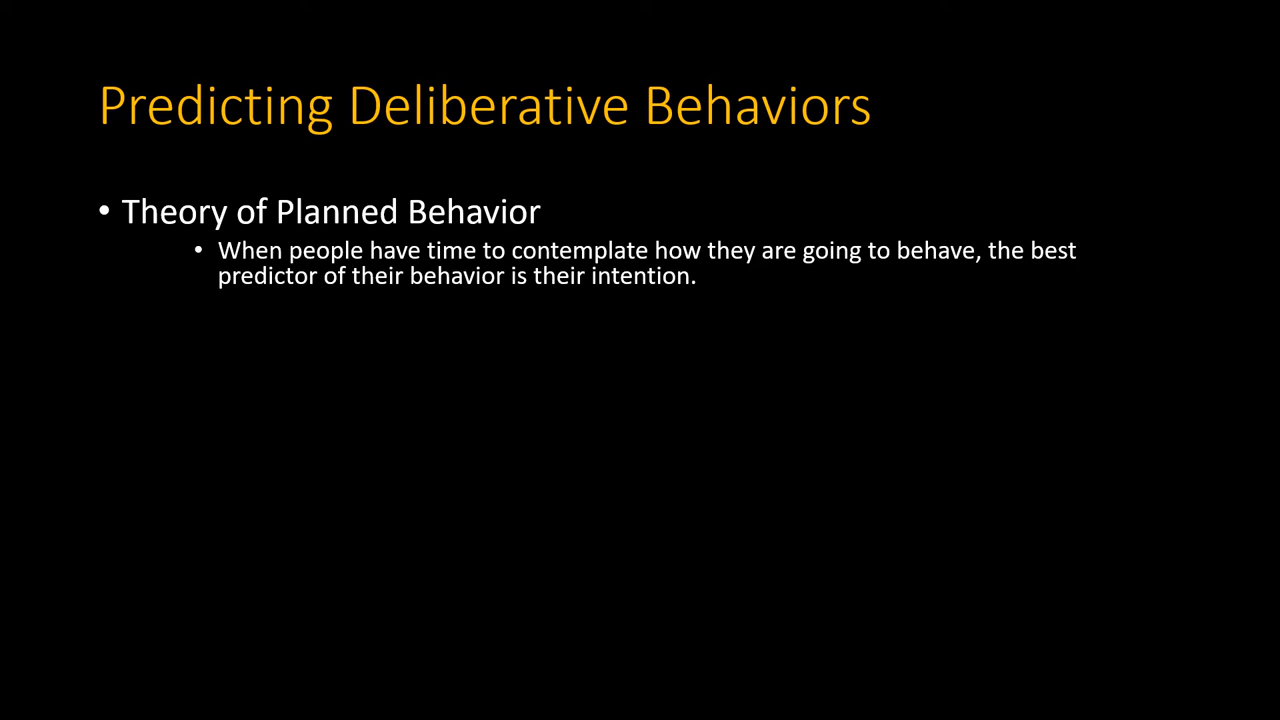 Predicting Deliberative Behaviors
• Theory of Planned Behavior
• When people have time to contemplate how they are going to behave, the best
predictor of their behavior is their intention.